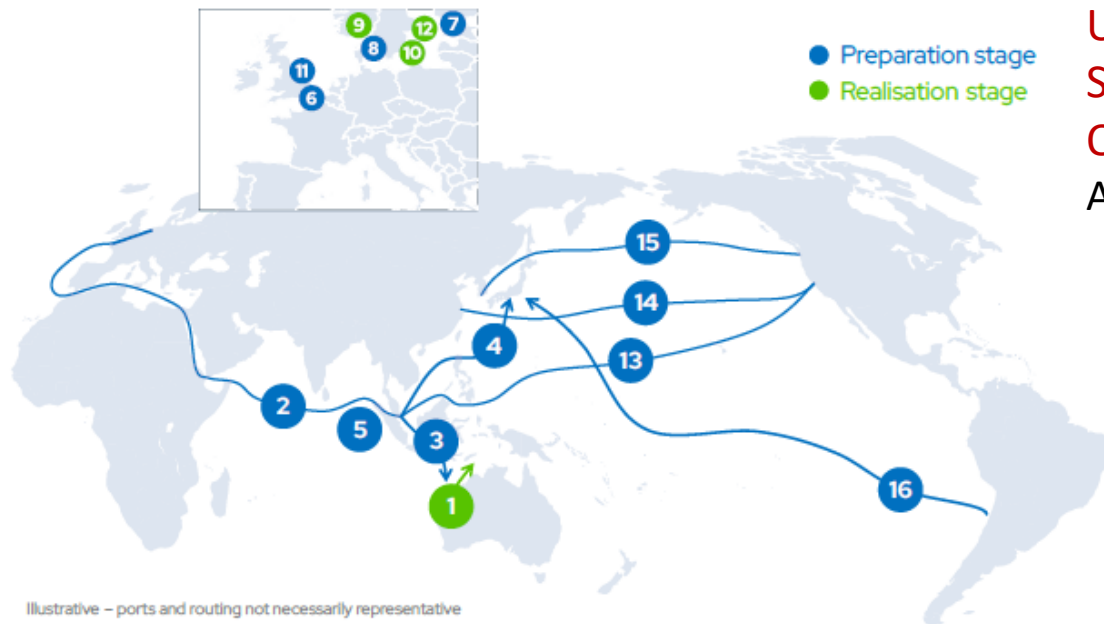 9
12
7
8
10
11
6
Preparation stage
Realisation stage
U
S
C
A
15
14
4
13
2
5
3
1
16
Illustrative – ports and routing not necessarily representative